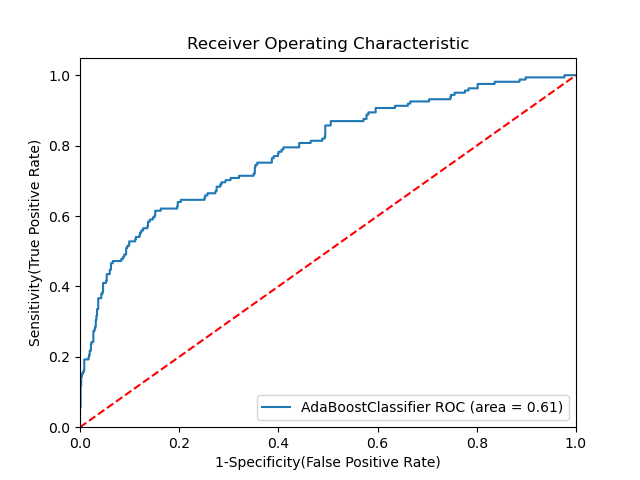 Receiver Operating Characteristic
1.0
0.8
0.6
0.4
0.2
0.0
Sensitivity(True Positive Rate)
AdaBoostClassifier ROC (area = 0.61)
0.0 0.2 0.4 0.6 0.8 1.0
1-Specificity(False Positive Rate)